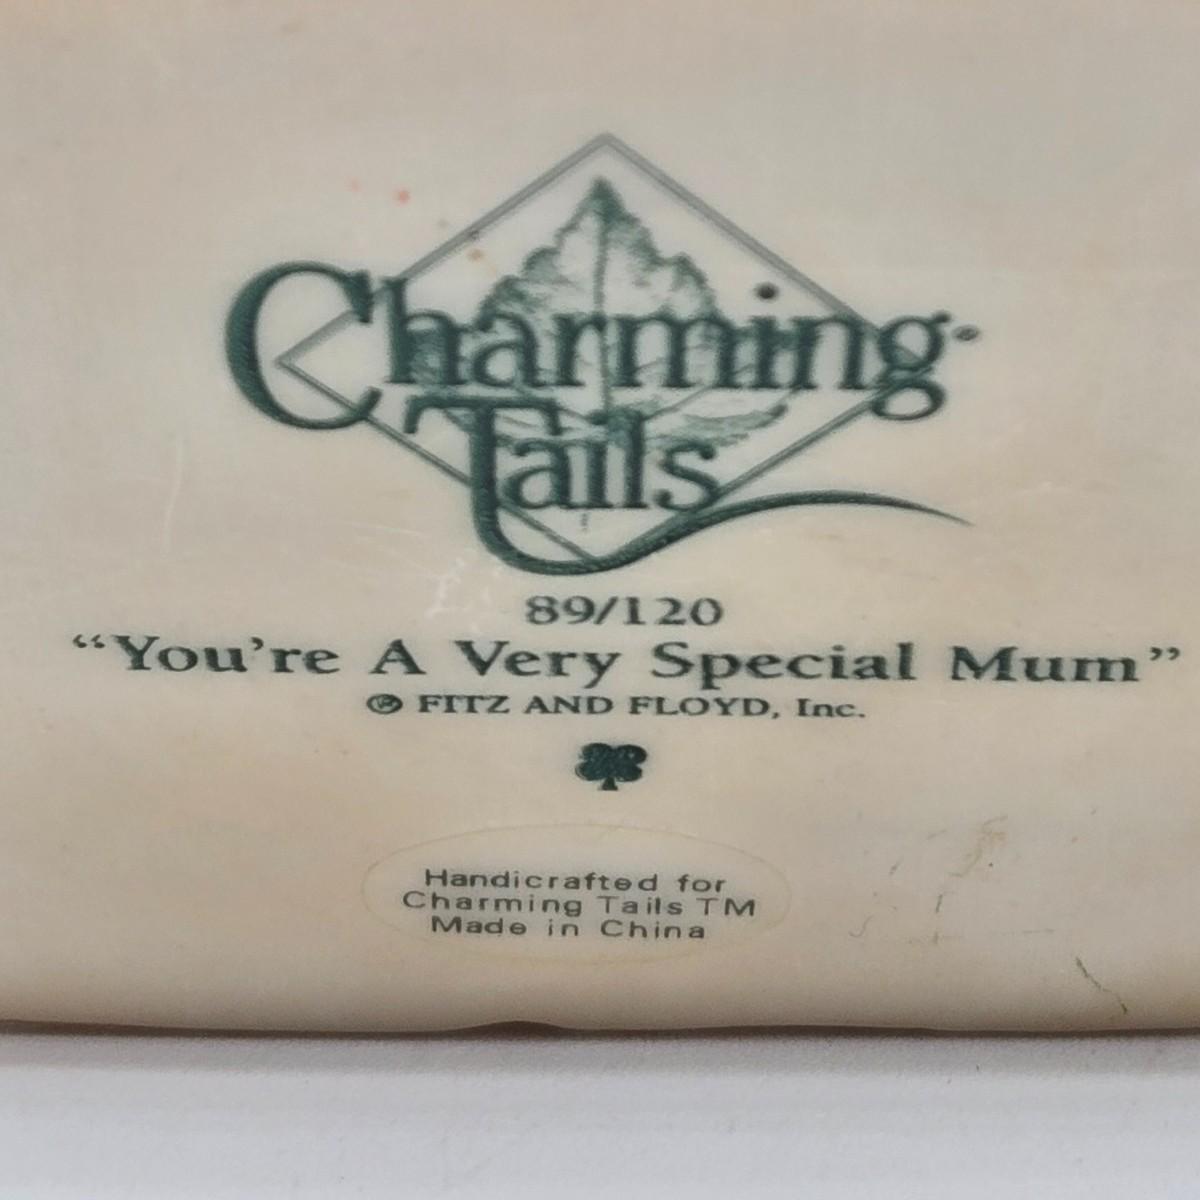 Charming
Tails
89/120
“You're A Very Special Mum”
FITZ AND FLOYD, Inc.
Handicrafted for
Charming Tails TM
Made in China